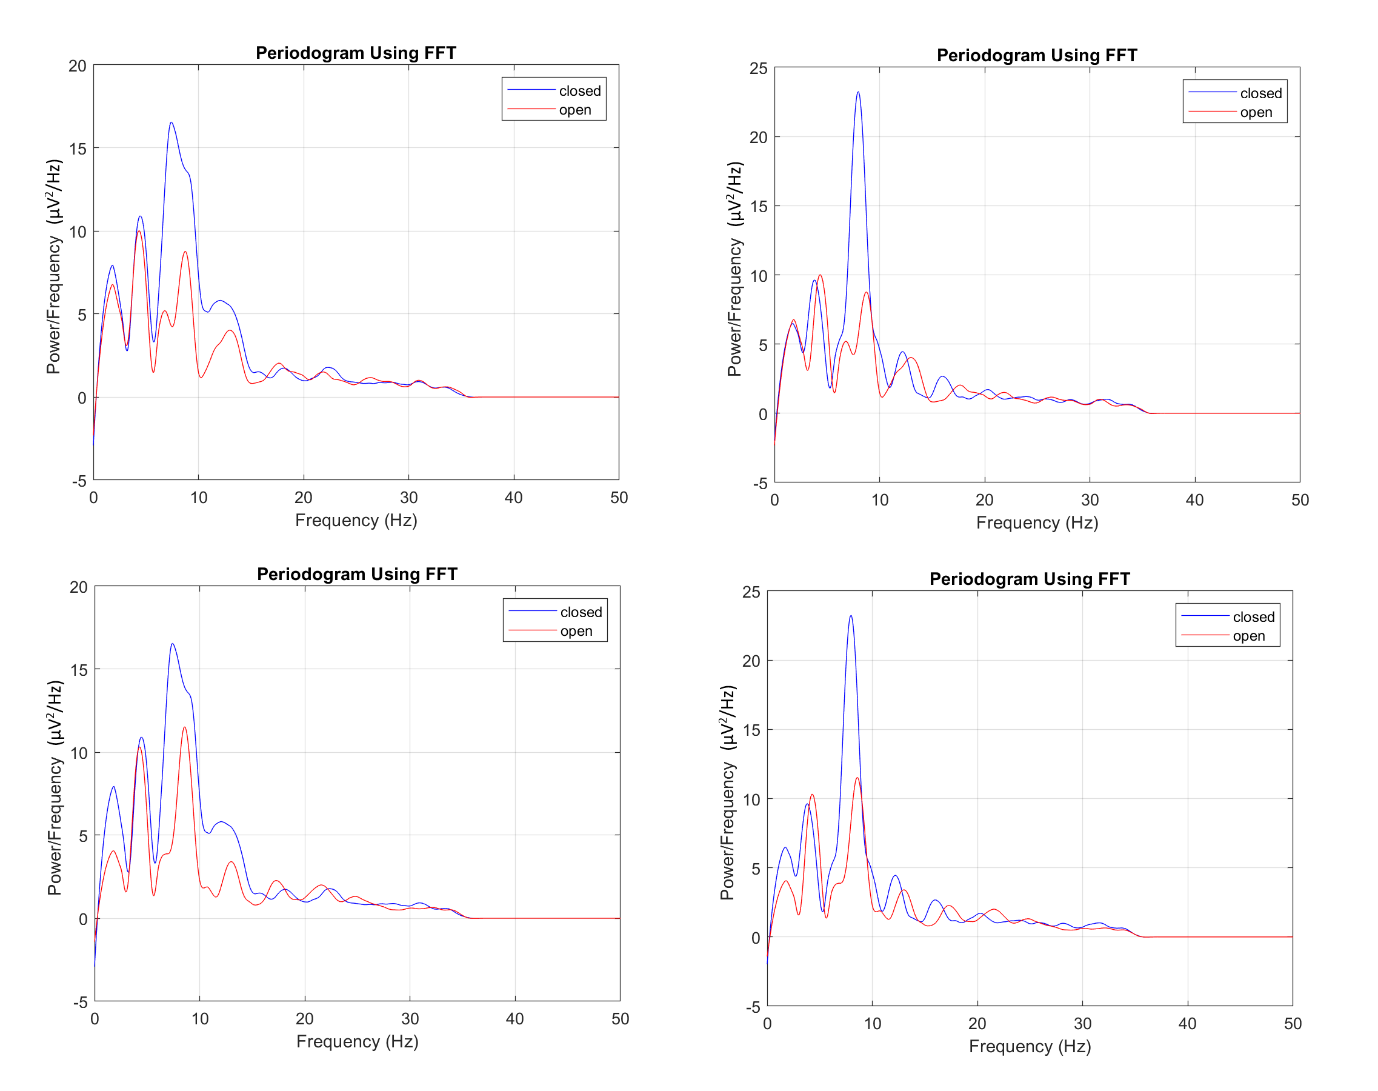 Periodogram Using FFT
20
15
10
5
0
-5
0 10 20 30 40 50
Frequency (Hz)
Power/Frequency (µV²/Hz)
closed
open
Periodogram Using FFT
25
20
15
10
5
0
-5
0 10 20 30 40 50
Frequency (Hz)
Power/Frequency (µV²/Hz)
closed
open
Periodogram Using FFT
20
15
10
5
0
-5
0 10 20 30 40 50
Frequency (Hz)
Power/Frequency (µV²/Hz)
closed
open
Periodogram Using FFT
25
20
15
10
5
0
-5
0 10 20 30 40 50
Frequency (Hz)
Power/Frequency (µV²/Hz)
closed
open